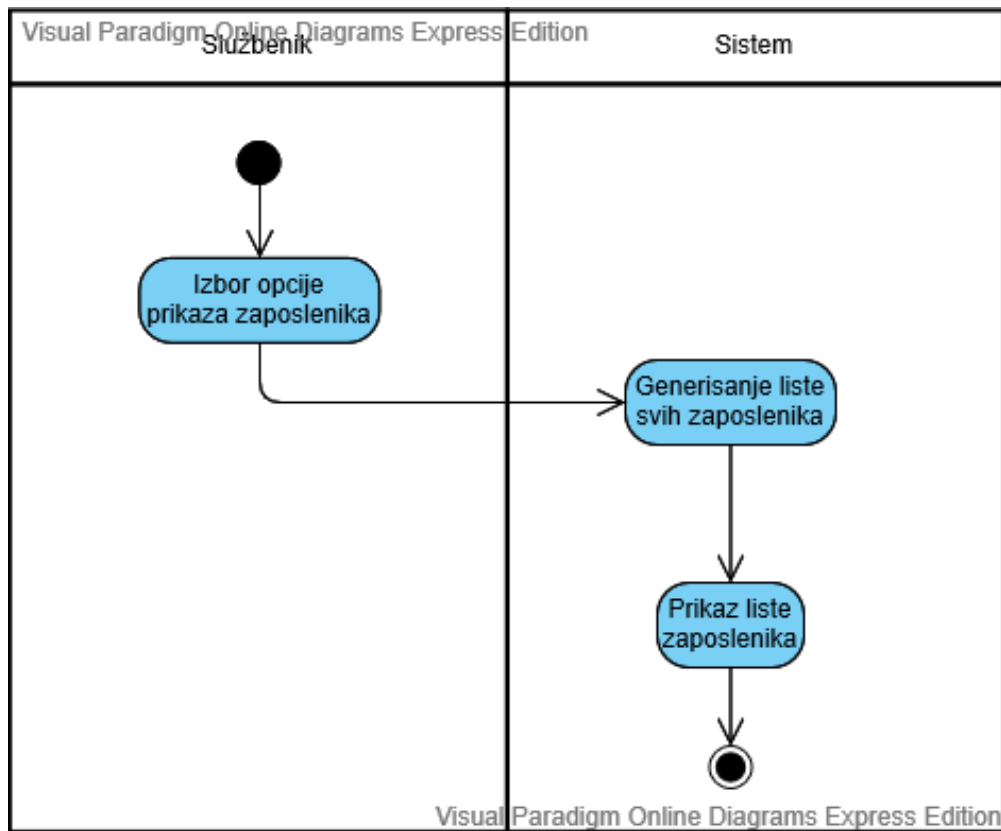 Visual Paradigm Online Diagrams Express Edition
Službenik
Sistem
Izbor opcije
prikaza zaposlenika
Generisanje liste
svih zaposlenika
Prikaz liste
zaposlenika
Visual Paradigm Online Diagrams Express Edition